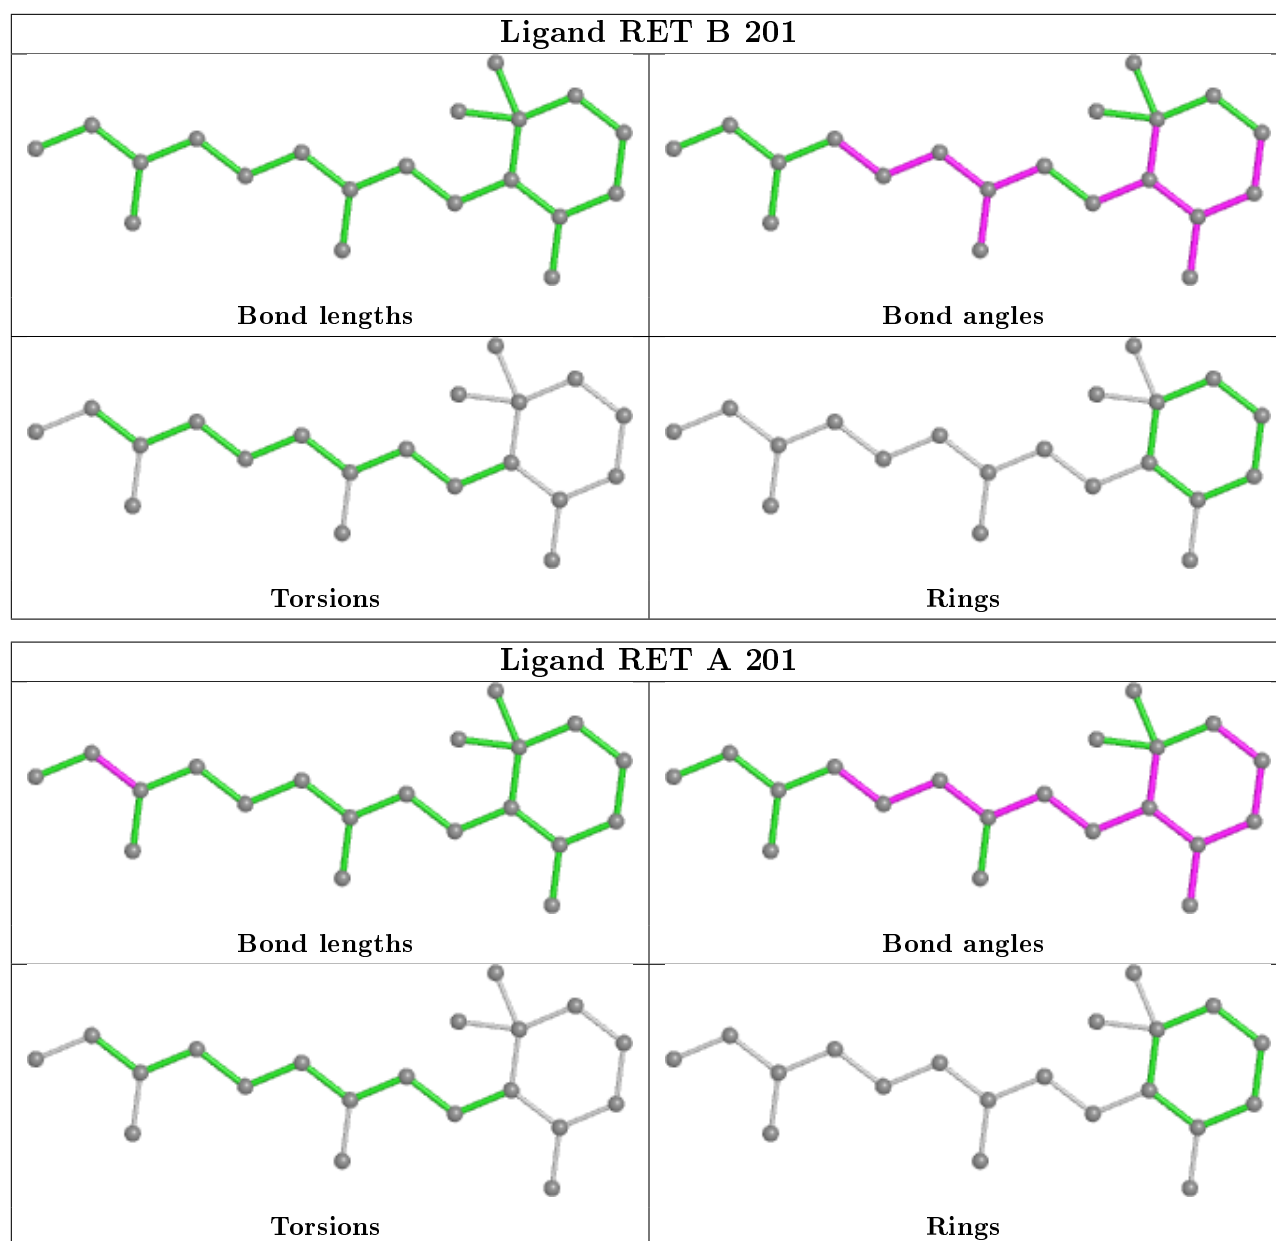 Ligand RET B 201
Bond lengths
Bond angles
Torsions
Rings
Ligand RET A 201
Bond lengths
Bond angles
Torsions
Rings